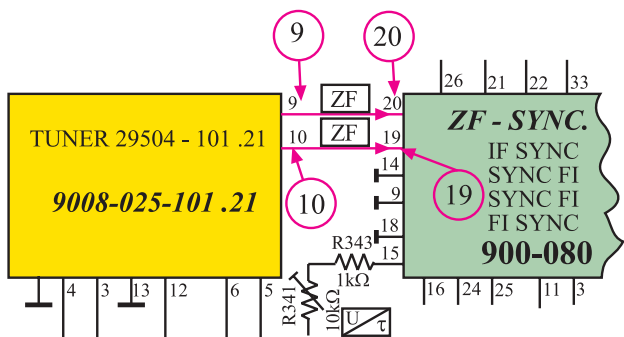 9
20
26
21
22
33
9
ZF
20
10
ZF
19
TUNER 29504 - 101 .21
9008-025-101 .21
ZF - SYNC.
IF SYNC
SYNC FI
SYNC FI
FI SYNC
900-080
14
9
18
15
10
19
R343
1kΩ
R341
10kΩ
U
τ
4
3
13
12
6
5
16
24
25
11
3